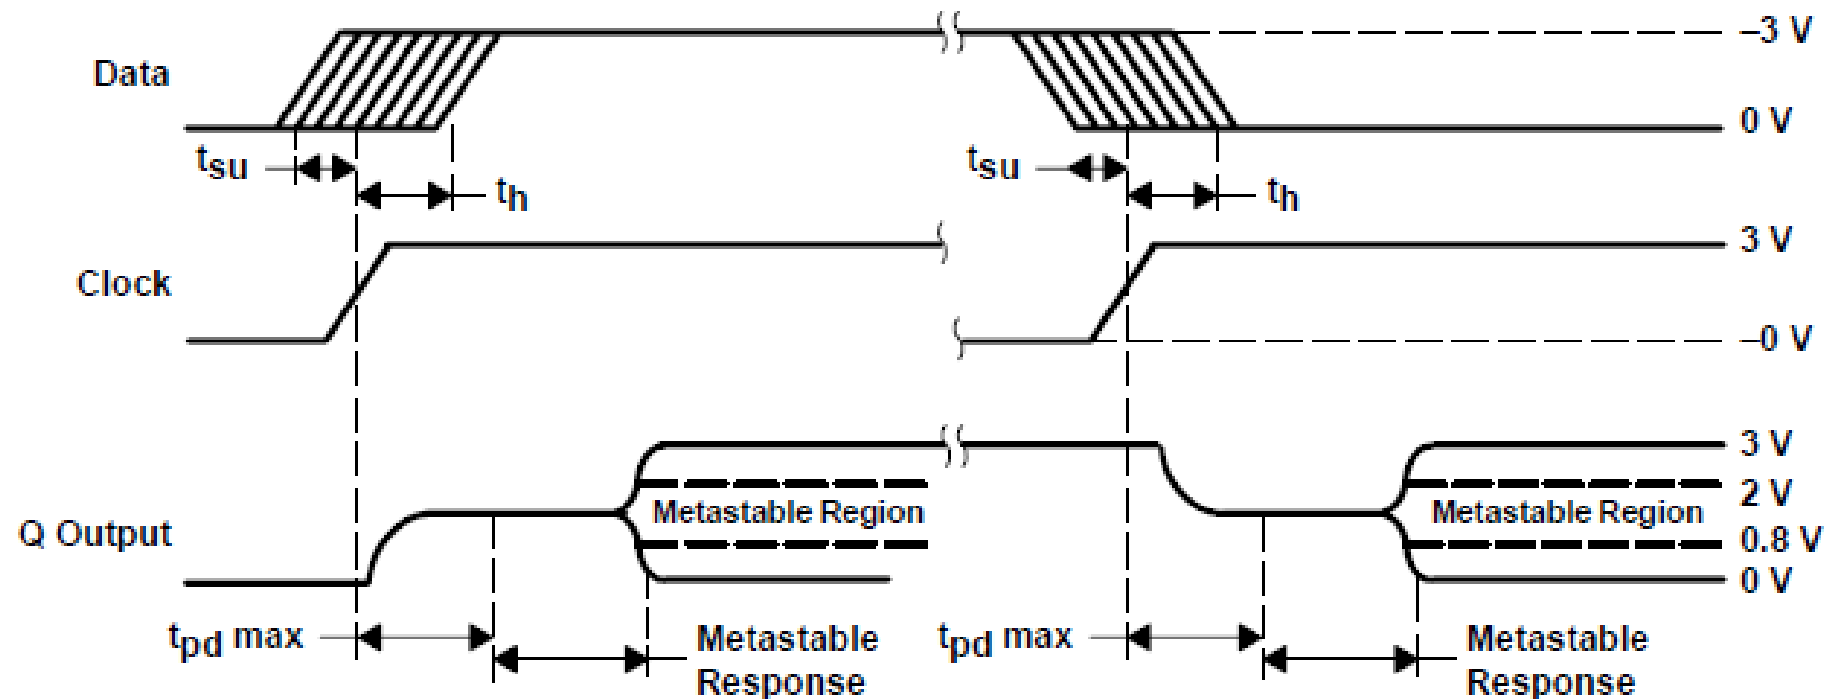 –3 V
Data
0 V
tsu
tsu
th
th
3 V
Clock
–0 V
3 V
2 V
Metastable Region
Metastable Region
Q Output
0.8 V
0 V
tpd max
Metastable
Response
tpd max
Metastable
Response